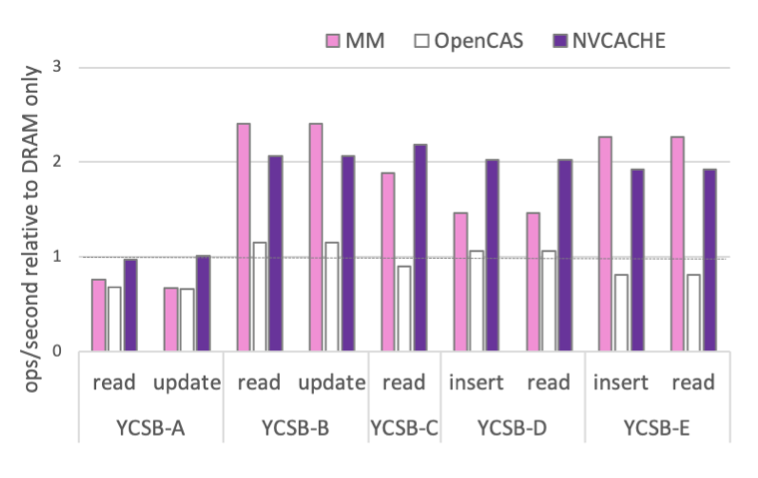 MM OpenCAS NVCACHE
ops/second relative to DRAM only
3
2
1
0
read update read update read insert read insert read
YCSB-A YCSB-B YCSB-C YCSB-D YCSB-E